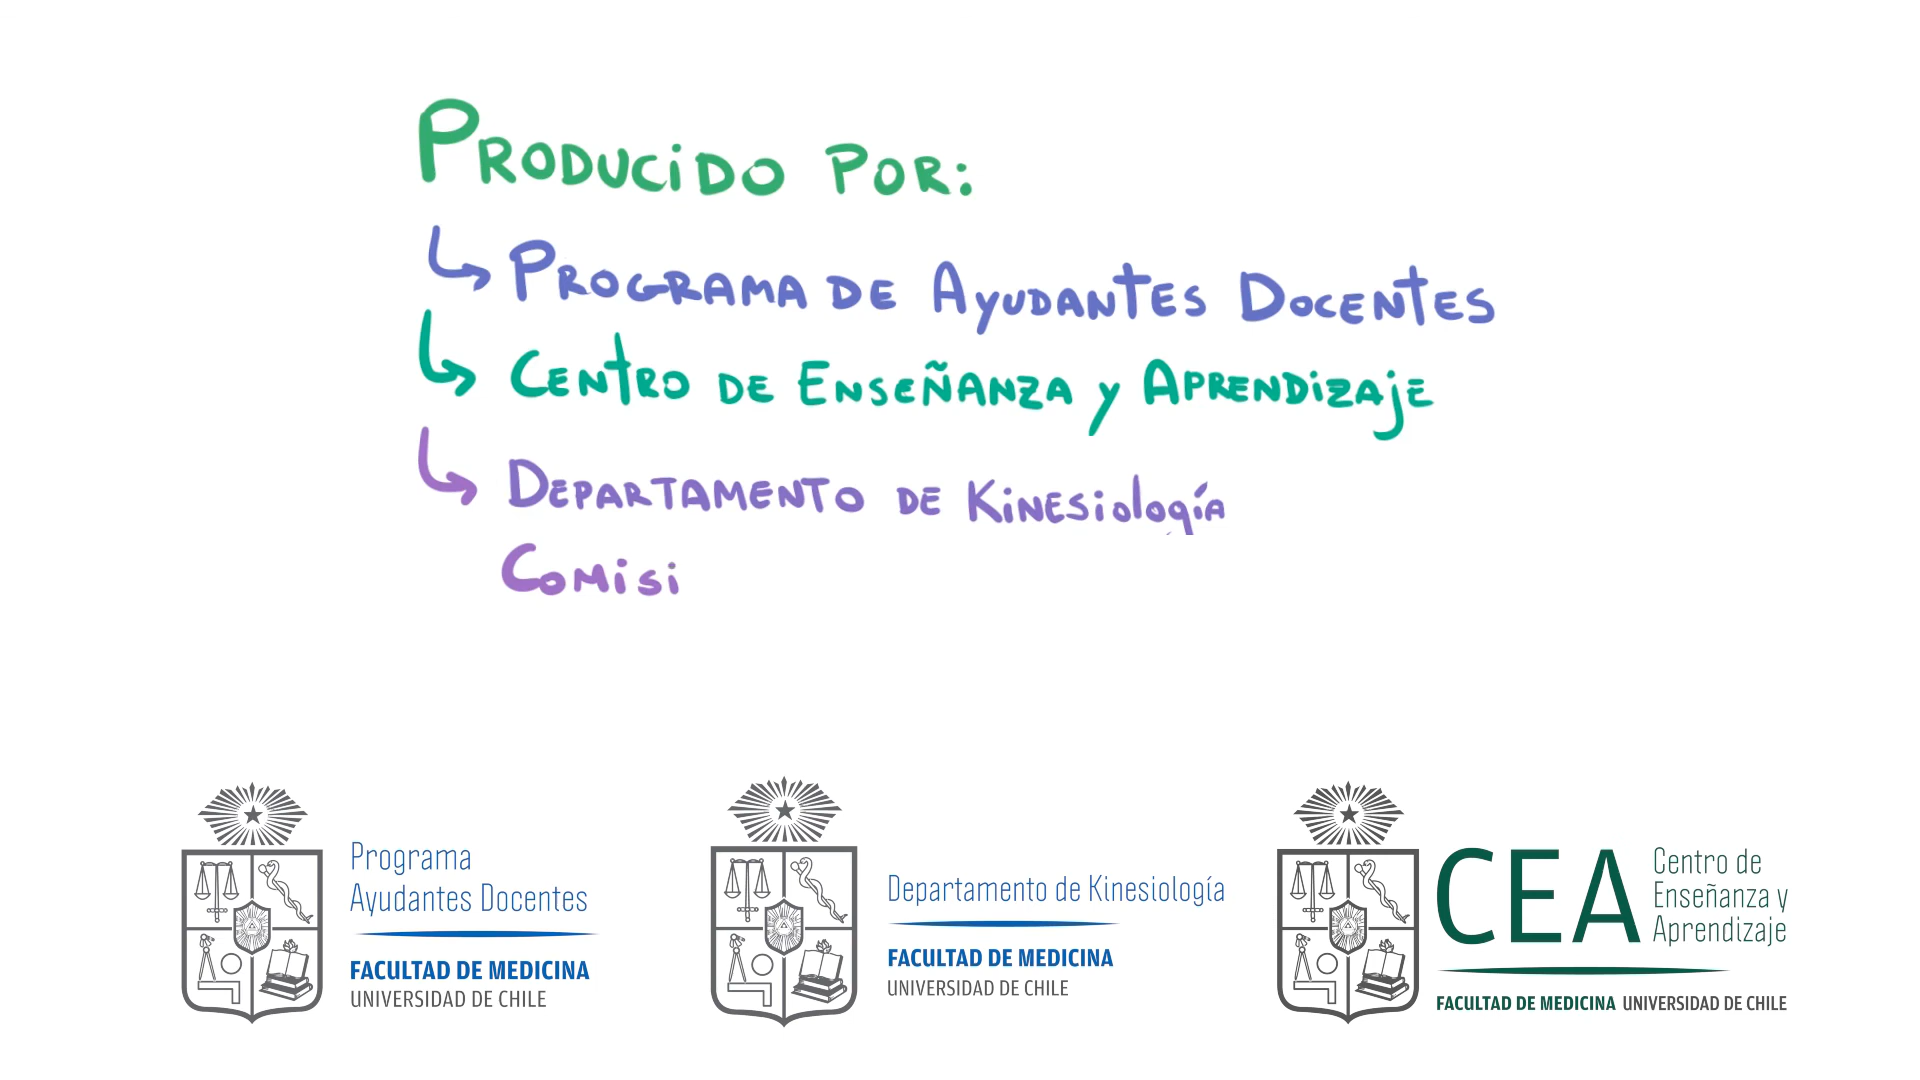 PRODUCIDO POR:
PROGRAMA DE AYUDANTES DOCENTES
CENTRO DE ENSEÑANZA Y APRENDIZAJE
DEPARTAMENTO DE KINESIOLOGÍA
COMISI
Programa
Ayudantes Docentes
FACULTAD DE MEDICINA
UNIVERSIDAD DE CHILE
Departamento de Kinesiología
FACULTAD DE MEDICINA
UNIVERSIDAD DE CHILE
CEA
Centro de
Enseñanza y
Aprendizaje
FACULTAD DE MEDICINA UNIVERSIDAD DE CHILE